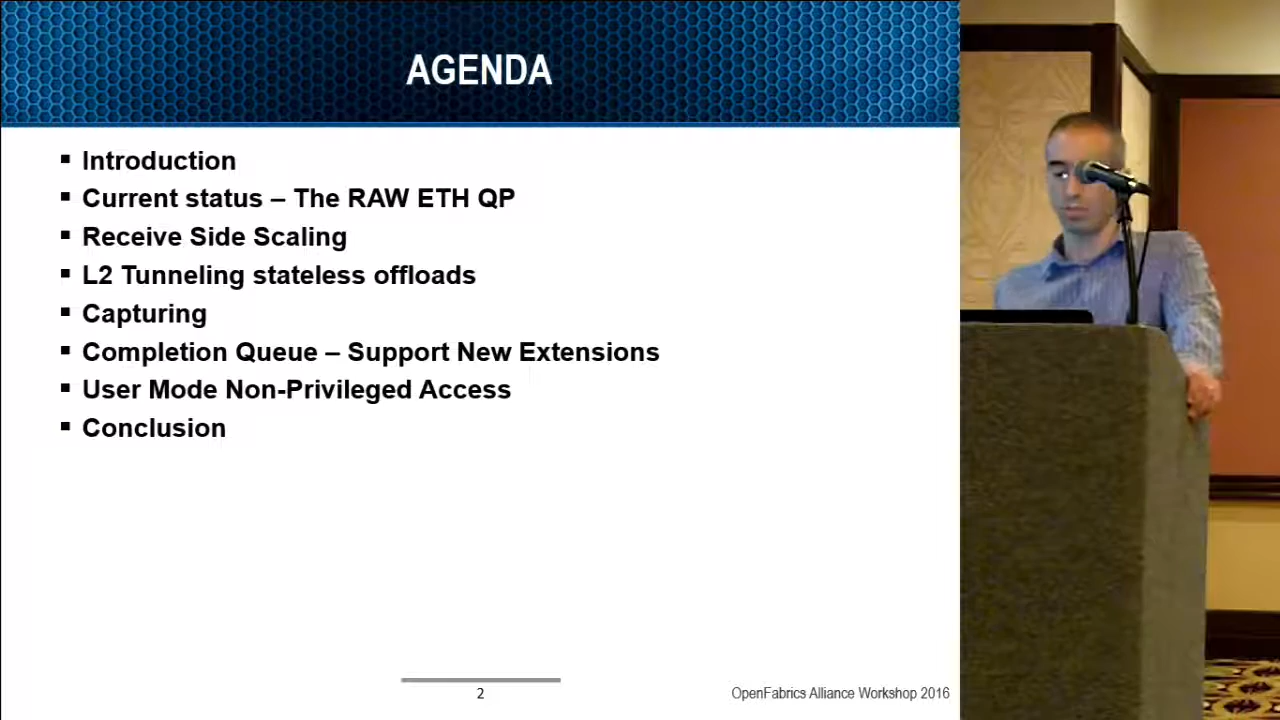 AGENDA
▪ Introduction
▪ Current status – The RAW ETH QP
▪ Receive Side Scaling
▪ L2 Tunneling stateless offloads
▪ Capturing
▪ Completion Queue – Support New Extensions
▪ User Mode Non-Privileged Access
▪ Conclusion
2
OpenFabrics Alliance Workshop 2016